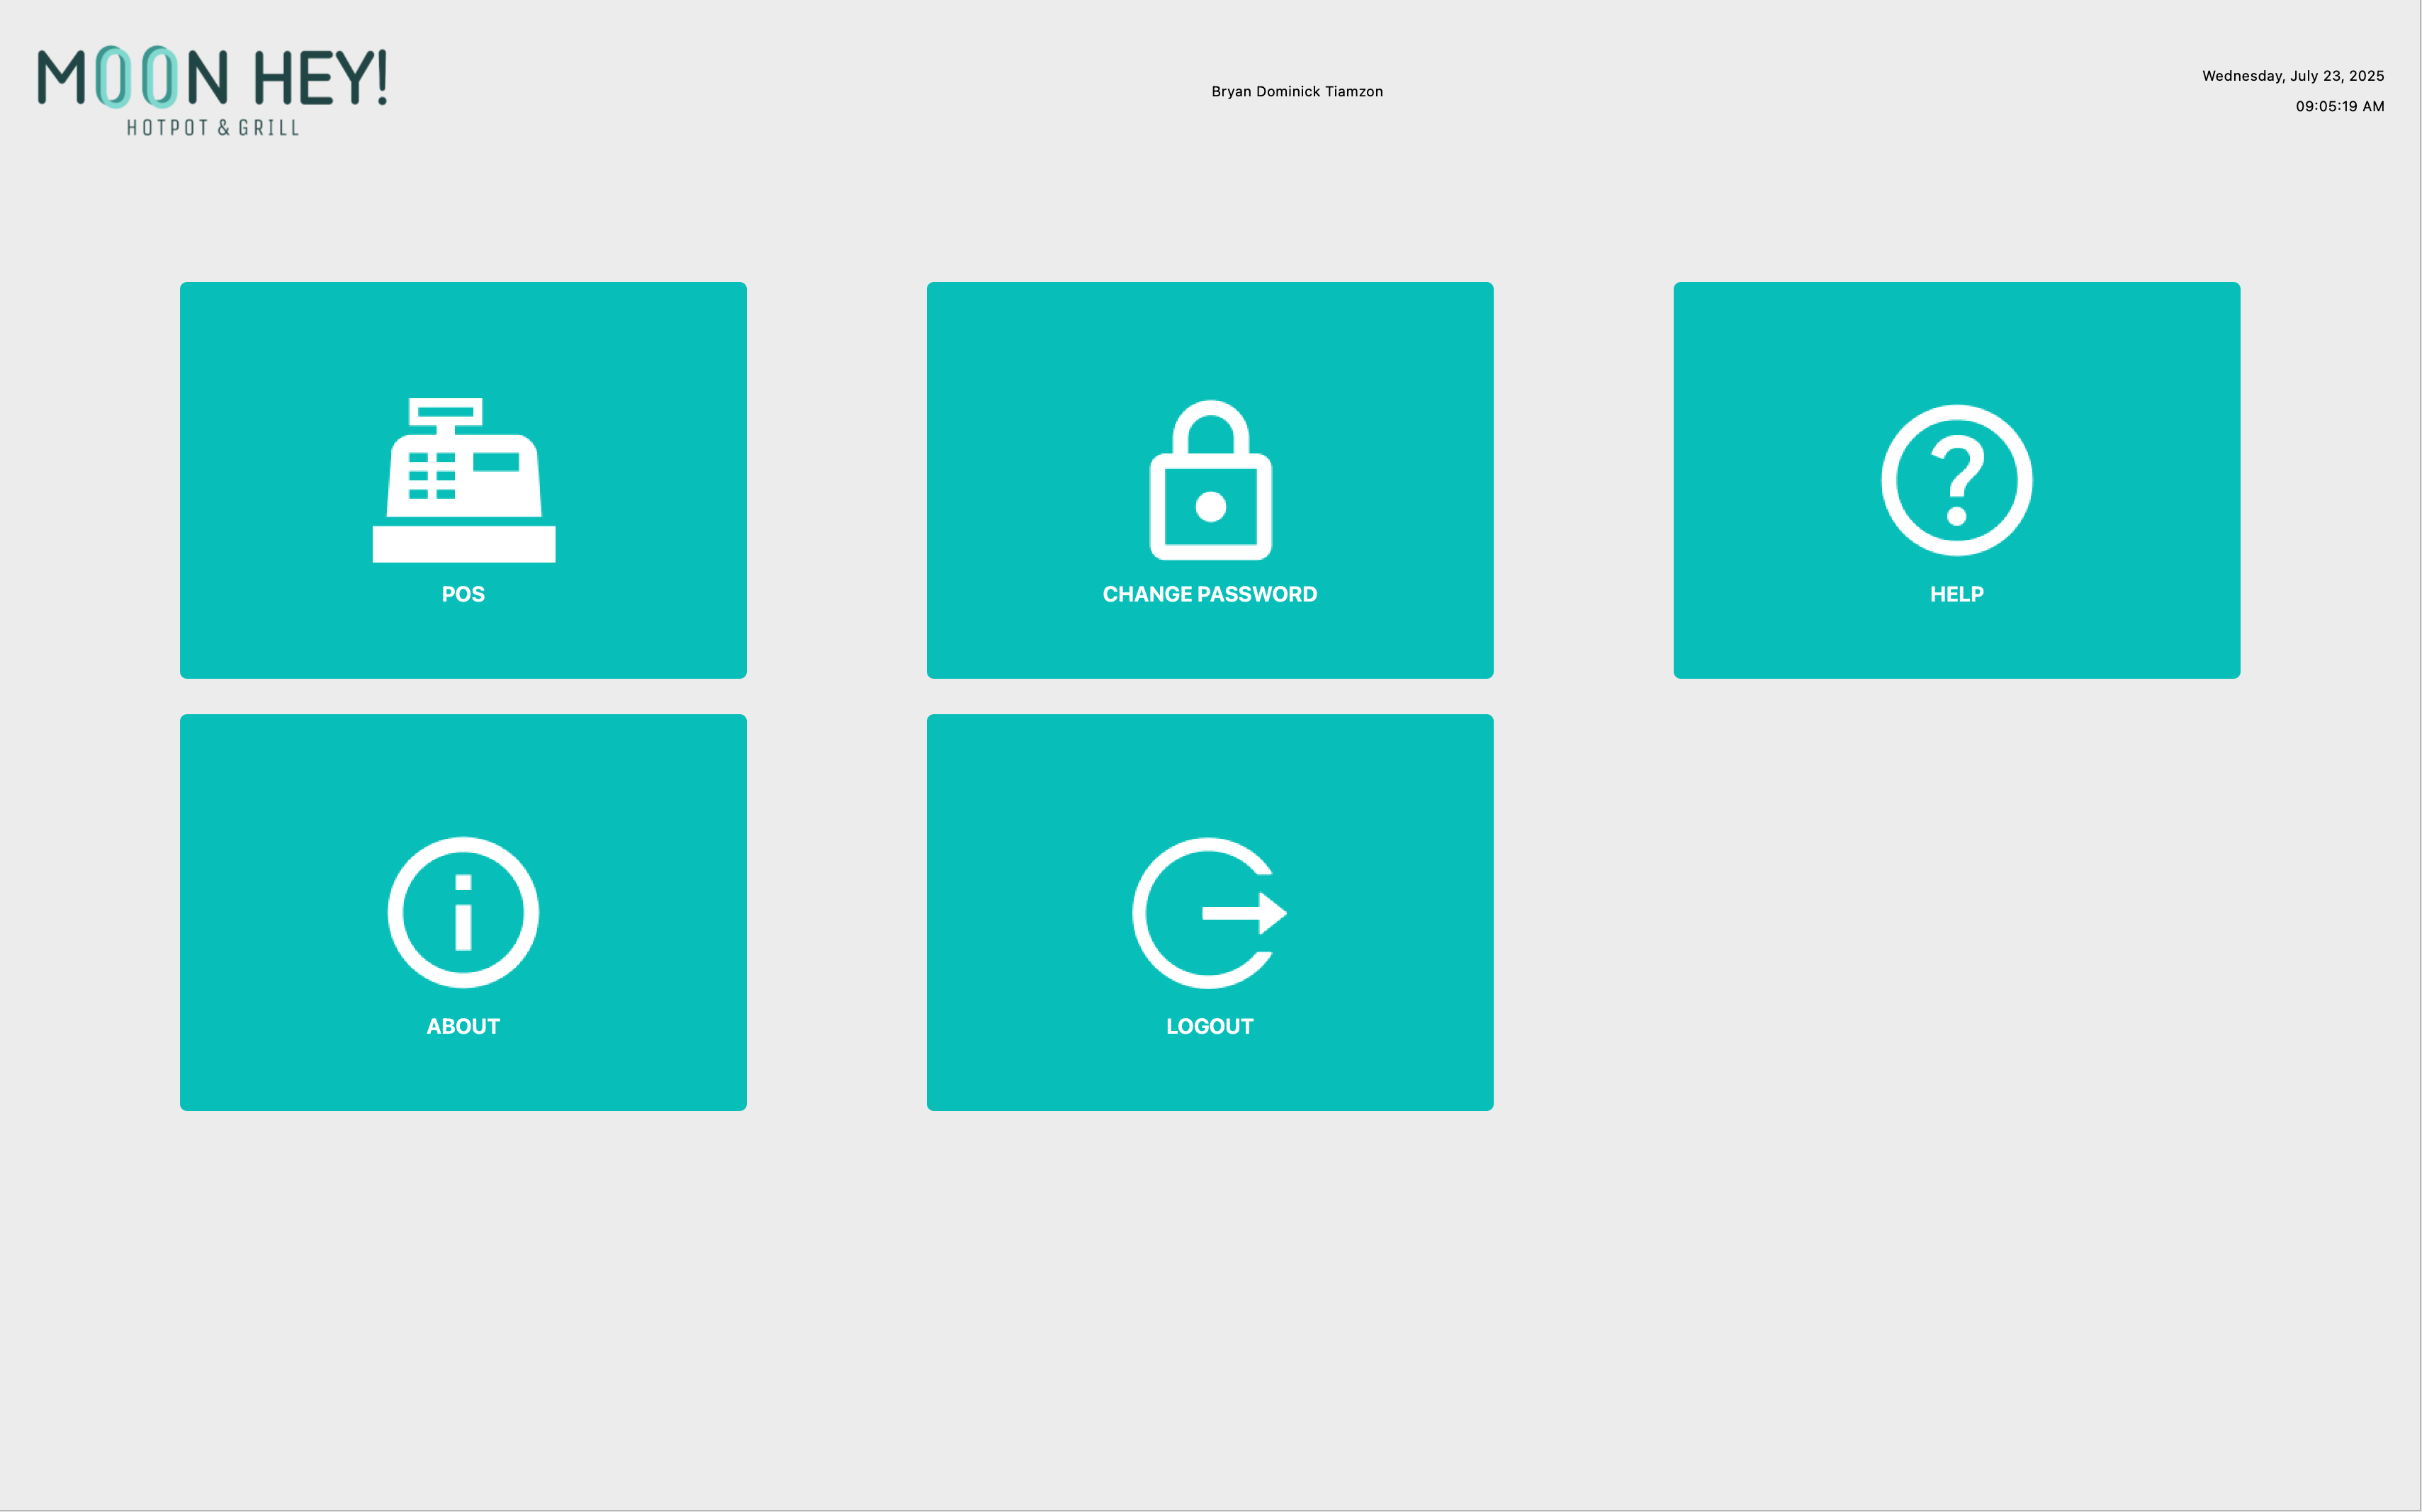 MOON HEY!
HOTPOT & GRILL
Bryan Dominick Tiamzon
Wednesday, July 23, 2025
09:05:19 AM
POS
CHANGE PASSWORD
HELP
ABOUT
LOGOUT